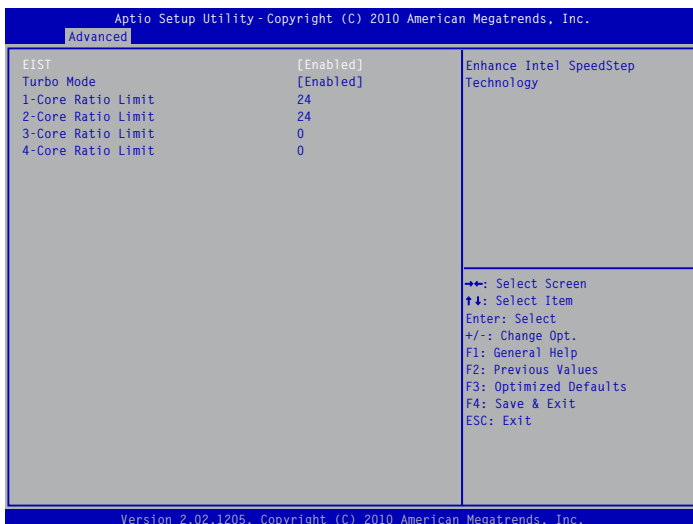 Aptio Setup Utility - Copyright (C) 2010 American Megatrends, Inc.
Advanced
EIST [Enabled]
Turbo Mode [Enabled]
1-Core Ratio Limit 24
2-Core Ratio Limit 24
3-Core Ratio Limit 0
4-Core Ratio Limit 0
Enhance Intel SpeedStep
Technology
→←: Select Screen
↑↓: Select Item
Enter: Select
+/-: Change Opt.
F1: General Help
F2: Previous Values
F3: Optimized Defaults
F4: Save & Exit
ESC: Exit
Version 2.02.1205. Copyright (C) 2010 American Megatrends, Inc.